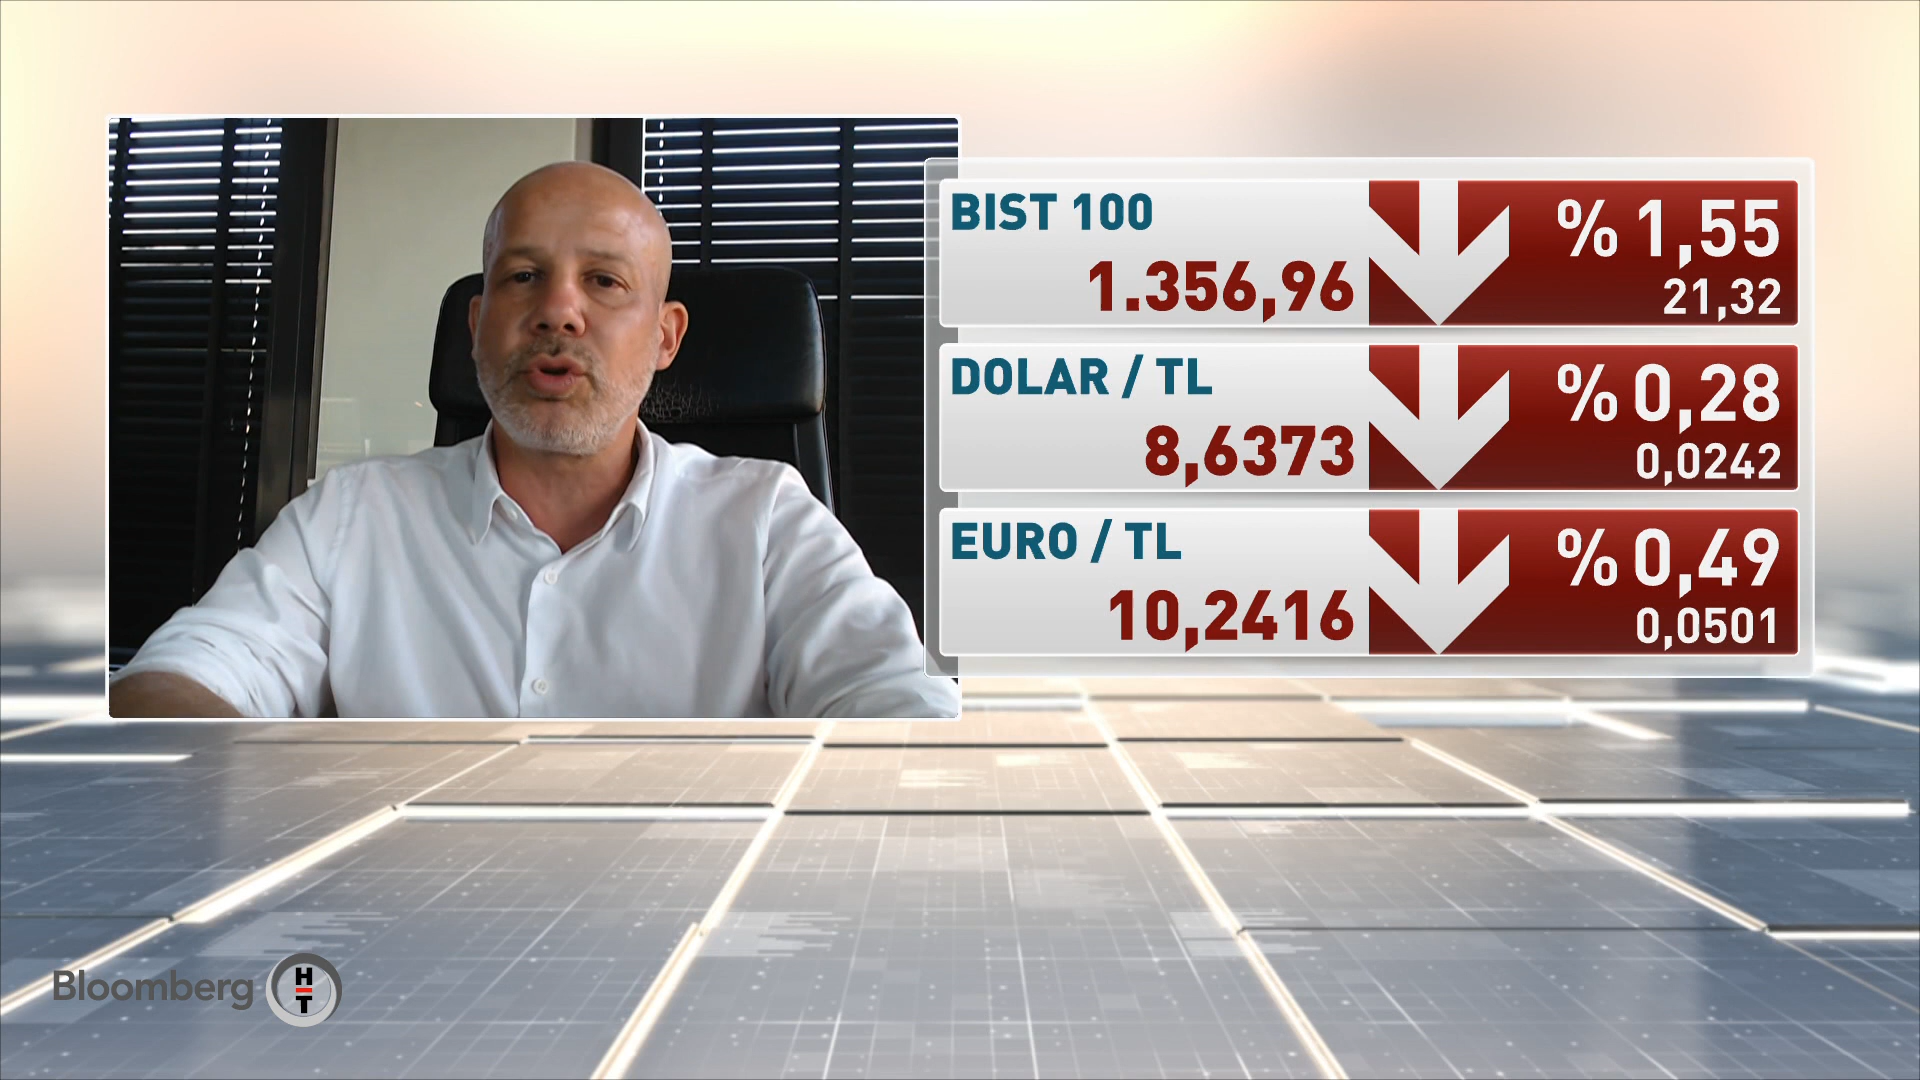 BIST 100
1.356,96
% 1,55
21,32
DOLAR / TL
8,6373
% 0,28
0,0242
EURO / TL
10,2416
% 0,49
0,0501
Bloomberg HT